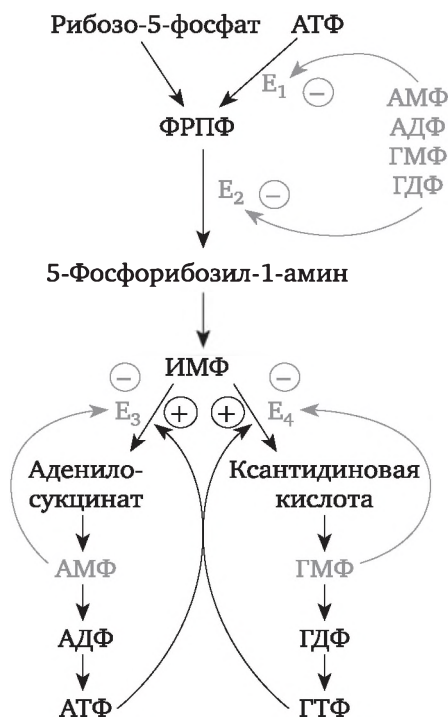 Рибозо-5-фосфат АТФ
E1 −
ФРПФ
АМФ
АДФ
ГМФ
ГДФ
E2 −
5-Фосфорибозил-1-амин
− ИМФ −
E3 + + E4
Аденило-
сукцинат
Ксантидиновая
кислота
АМФ ГМФ
АДФ ГДФ
АТФ ГТФ